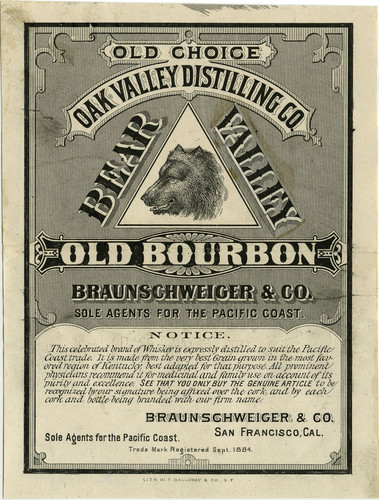 OLD CHOICE
OAK VALLEY DISTILLING CO
BEAR VALLEY
OLD BOURBON
BRAUNSCHWEIGER & CO.
SOLE AGENTS FOR THE PACIFIC COAST.
NOTICE.
This celebrated brand of Whiskey is expressly distilled to suit the Pacific
Coast trade. It is made from the very best Grain grown in the most fav-
ored region of Kentucky, best adapted for that purpose. All prominent
physicians recommend it for medicinal and family use on account of its
purity and excellence. SEE THAT YOU ONLY BUY THE GENUINE ARTICLE to be
recognized by our signature being affixed over the cork, and by each
cork and bottle being branded with our firm name:
BRAUNSCHWEIGER & CO.
SAN FRANCISCO, CAL.
Sole Agents for the Pacific Coast.
Trade Mark Registered Sept. 1884.
LITH. W. T. GALLOWAY & CO., S. F.